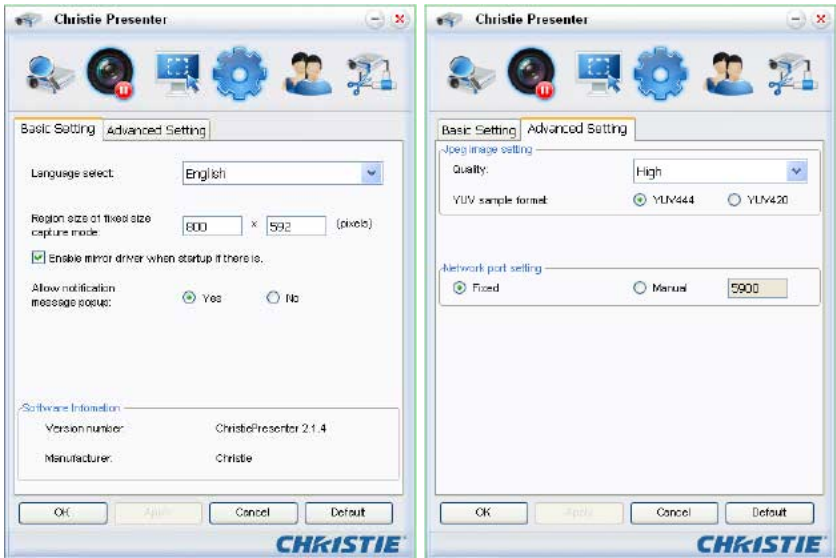 Christie Presenter
Basic Setting
Advanced Setting
Language select:
English
Region size of fixed size
capture mode:
800 x 592 (pixels)
Enable mirror driver when startup if there is.
Allow notification
message popup:
Yes
No
Software Infomation
Version number:
ChristiePresenter 2.1.4
Manufacturer:
Christie
OK
Apply
Cancel
Default
CHRISTIE
Christie Presenter
Basic Setting
Advanced Setting
Jpeg image setting
Quality:
High
YUV sample format:
YUV444
YUV420
Network port setting
Fixed
Manual
5900
OK
Apply
Cancel
Default
CHRISTIE